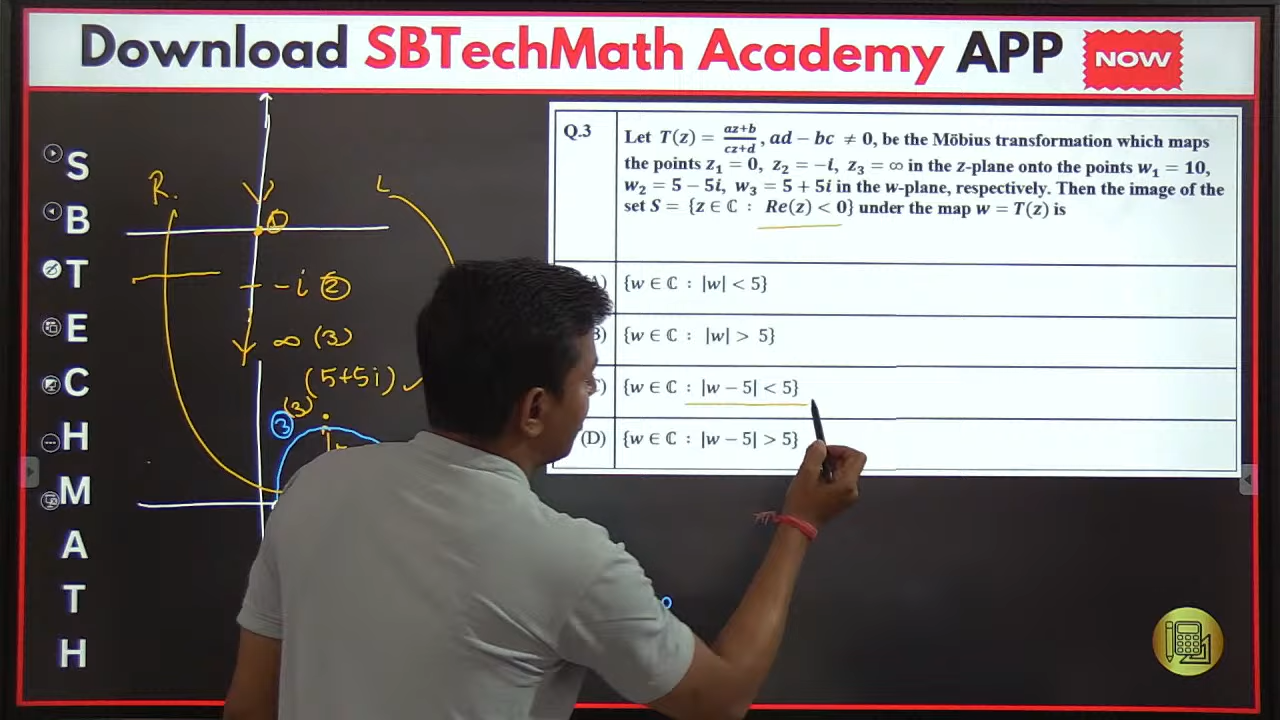 Download SBTechMath Academy APP NOW
S
B
T
E
C
H
M
A
T
H
R.
L
①
-i ②
∞ (3)
(5+5i) ✓
③ (3)
Q.3
Let T(z) = az+b/cz+d, ad − bc ≠ 0, be the Möbius transformation which maps
the points z₁ = 0, z₂ = −i, z₃ = ∞ in the z-plane onto the points w₁ = 10,
w₂ = 5 − 5i, w₃ = 5 + 5i in the w-plane, respectively. Then the image of the
set S = {z ∈ ℂ : Re(z) < 0} under the map w = T(z) is
{w ∈ ℂ : |w| < 5}
{w ∈ ℂ : |w| > 5}
{w ∈ ℂ : |w − 5| < 5}
(D) {w ∈ ℂ : |w − 5| > 5}